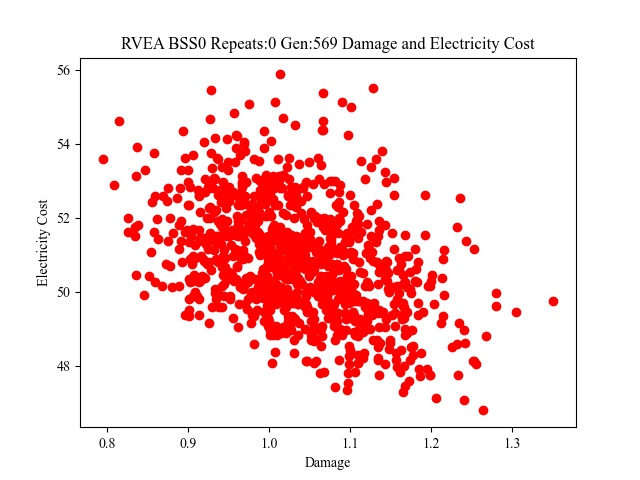 RVEA BSS0 Repeats:0 Gen:569 Damage and Electricity Cost
56
54
52
50
48
Electricity Cost
0.8 0.9 1.0 1.1 1.2 1.3
Damage